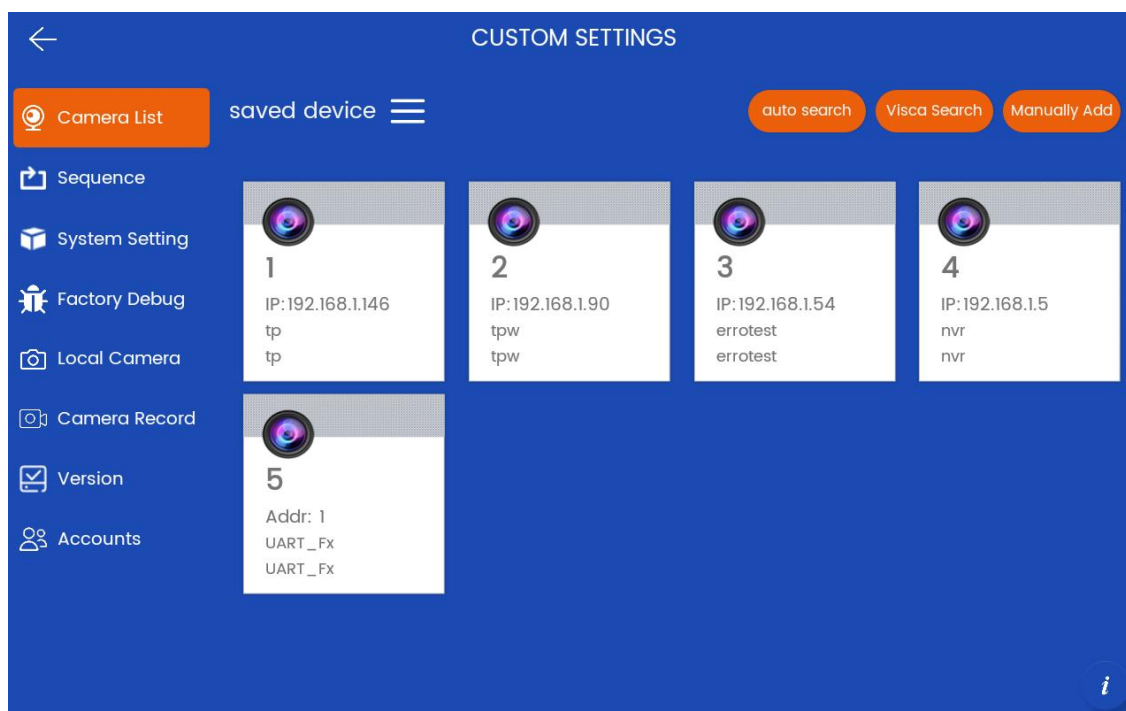 CUSTOM SETTINGS
Camera List
Sequence
System Setting
Factory Debug
Local Camera
Camera Record
Version
Accounts
saved device
auto search
Visca Search
Manually Add
1
IP:192.168.1.146
tp
tp
2
IP:192.168.1.90
tpw
tpw
3
IP:192.168.1.54
errotest
errotest
4
IP:192.168.1.5
nvr
nvr
5
Addr: 1
UART_Fx
UART_Fx
i